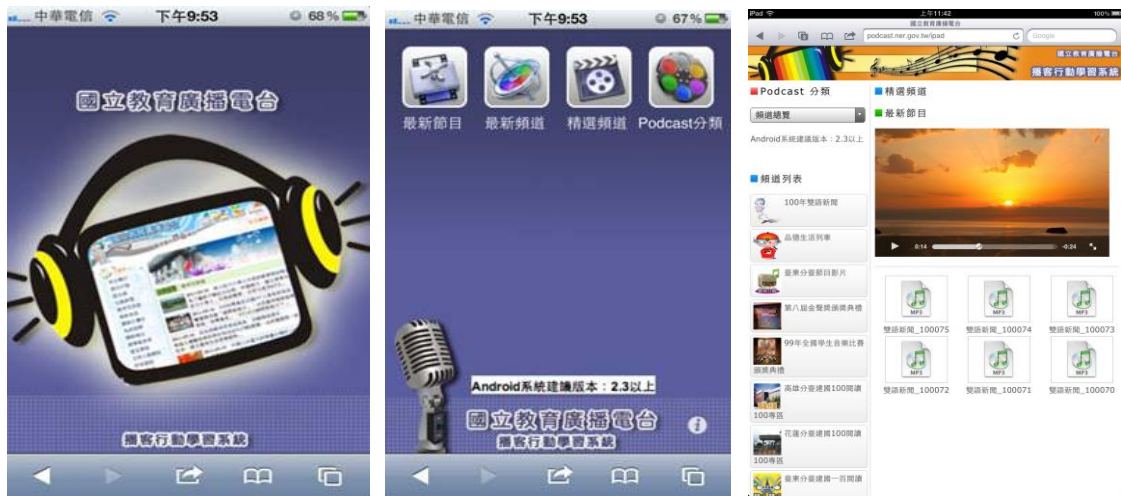 中華電信 下午9:53 68%
國立教育廣播電台
播客行動學習系統
中華電信 下午9:53 67%
最新節目 最新頻道 精選頻道 Podcast分類
Android系統建議版本：2.3以上
國立教育廣播電台
播客行動學習系統
iPad 上午11:42 100%
國立教育廣播電台
podcast.ner.gov.tw/ipad Google
國立教育廣播電台
播客行動學習系統
Podcast 分類
頻道總覽
Android系統建議版本：2.3以上
頻道列表
100年雙語新聞
品德生活列車
臺東分臺節目影片
第八屆金聲獎頒獎典禮
99年全國學生音樂比賽
頒獎典禮
高雄分臺建國100閱讀
100專區
花蓮分臺建國100閱讀
100專區
臺東分臺建國一百閱讀
精選頻道
最新節目
8:14 -0:24
MP3 MP3 MP3
雙語新聞_100075 雙語新聞_100074 雙語新聞_100073
MP3 MP3 MP3
雙語新聞_100072 雙語新聞_100071 雙語新聞_100070